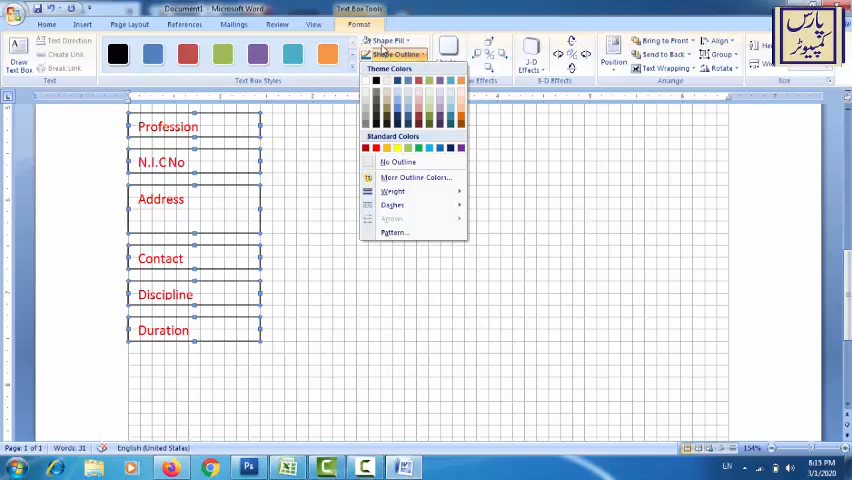 Document1 - Microsoft Word
Text Box Tools
Home Insert Page Layout References Mailings Review View Format
Draw Text Box
Text Direction
Create Link
Break Link
Text Box Styles
Shape Fill
Shape Outline
Theme Colors
Standard Colors
No Outline
More Outline Colors...
Weight
Dashes
Arrows
Pattern...
3-D Effects
3-D Effects
Position
Bring to Front
Send to Back
Text Wrapping
Arrange
Align
Group
Rotate
پارس
کمپیوٹر
Profession
N.I.C No
Address
Contact
Discipline
Duration
Page: 1 of 1 Words: 31 English (United States) 154%
EN 8:15 PM
3/1/2020